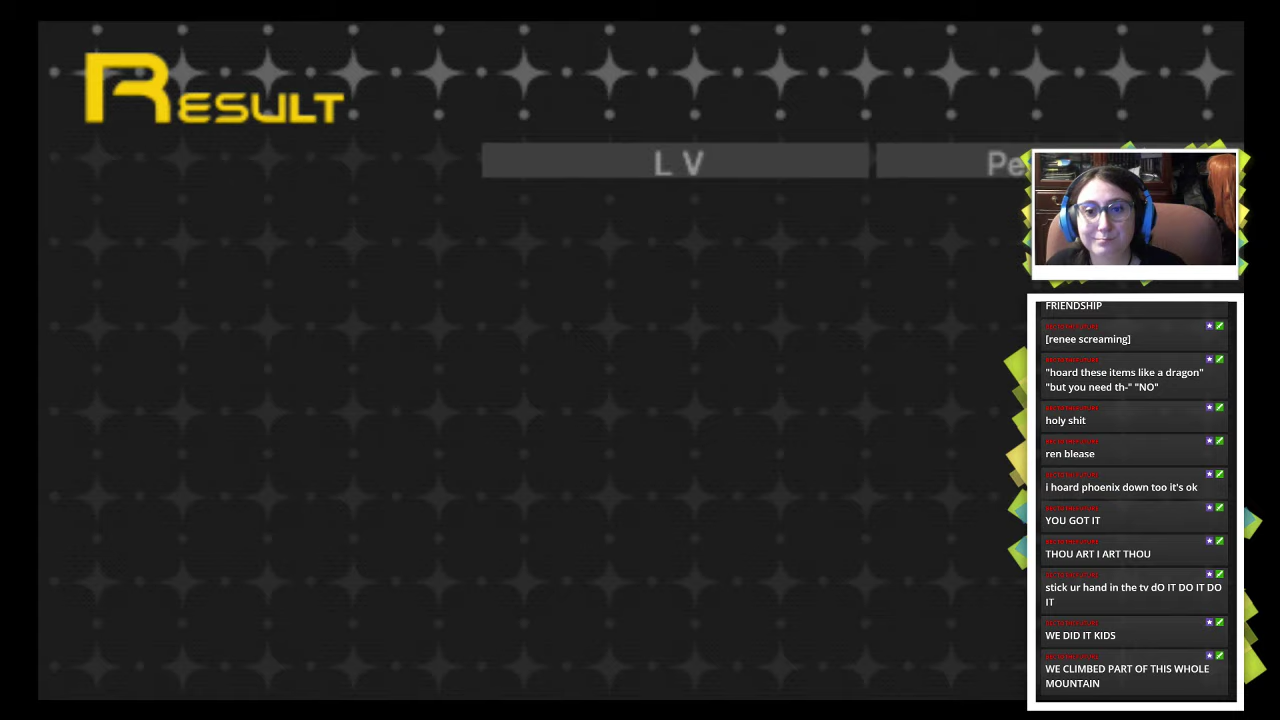 RESULT
LV
Pe
FRIENDSHIP
[renee screaming]
"hoard these items like a dragon"
"but you need th-" "NO"
holy shit
ren blease
i hoard phoenix down too it's ok
YOU GOT IT
THOU ART I ART THOU
stick ur hand in the tv dO IT DO IT DO
IT
WE DID IT KIDS
WE CLIMBED PART OF THIS WHOLE
MOUNTAIN